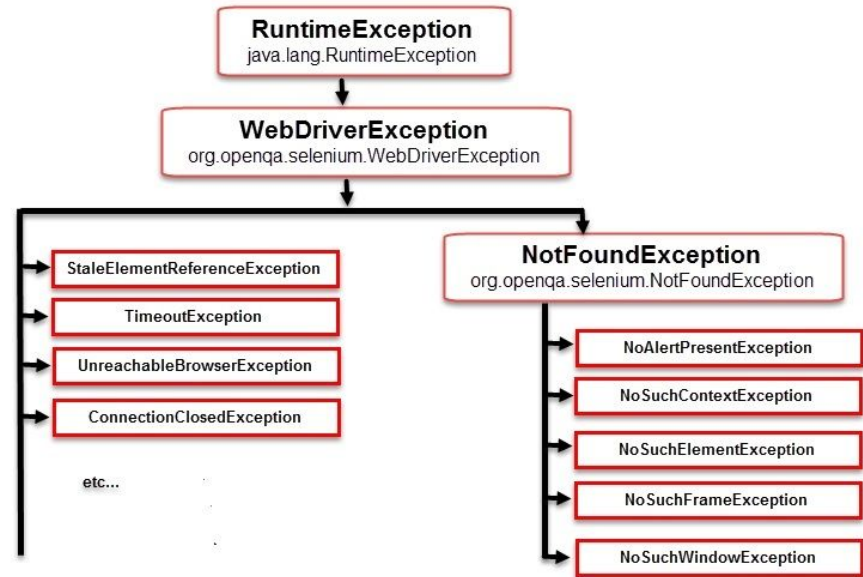 RuntimeException
java.lang.RuntimeException
WebDriverException
org.openqa.selenium.WebDriverException
StaleElementReferenceException
TimeoutException
UnreachableBrowserException
ConnectionClosedException
etc...
NotFoundException
org.openqa.selenium.NotFoundException
NoAlertPresentException
NoSuchContextException
NoSuchElementException
NoSuchFrameException
NoSuchWindowException